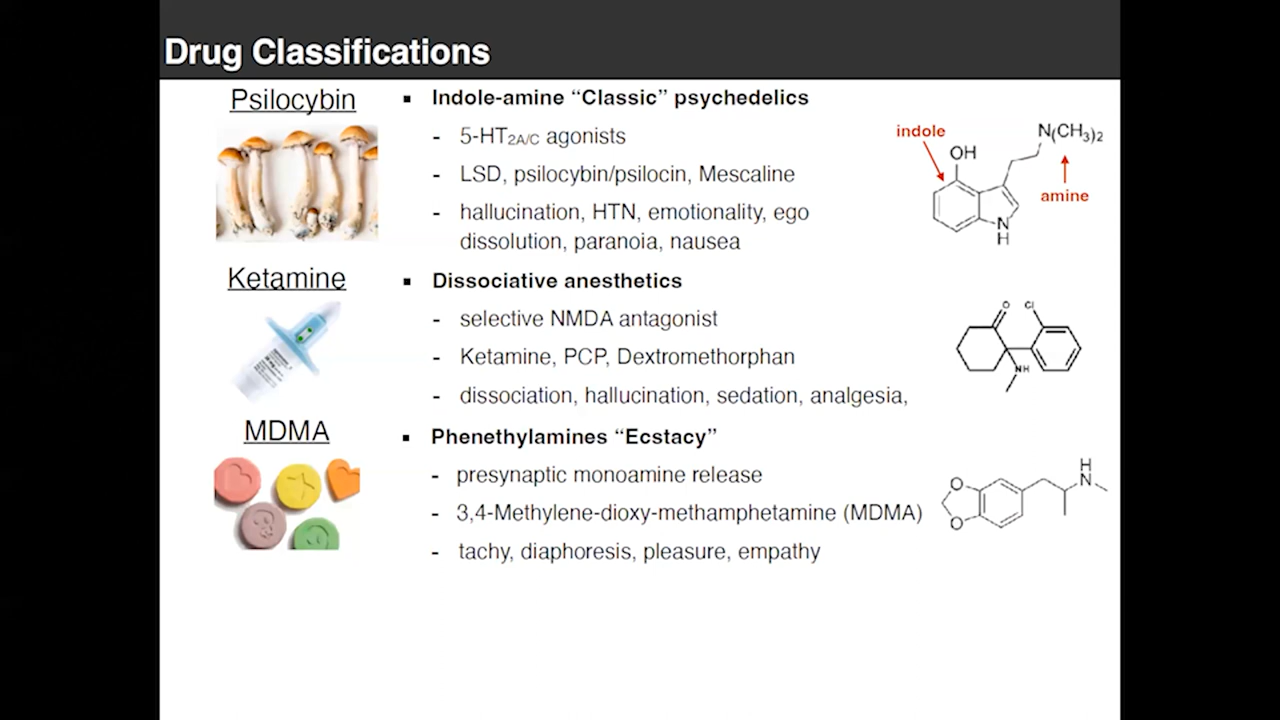 Drug Classifications
Psilocybin
▪ Indole-amine “Classic” psychedelics
- 5-HT2A/C agonists
- LSD, psilocybin/psilocin, Mescaline
- hallucination, HTN, emotionality, ego
dissolution, paranoia, nausea
indole
OH
N(CH3)2
amine
N
H
Ketamine
▪ Dissociative anesthetics
- selective NMDA antagonist
- Ketamine, PCP, Dextromethorphan
- dissociation, hallucination, sedation, analgesia,
O
Cl
NH
MDMA
▪ Phenethylamines “Ecstacy”
- presynaptic monoamine release
- 3,4-Methylene-dioxy-methamphetamine (MDMA)
- tachy, diaphoresis, pleasure, empathy
O
O
H
N